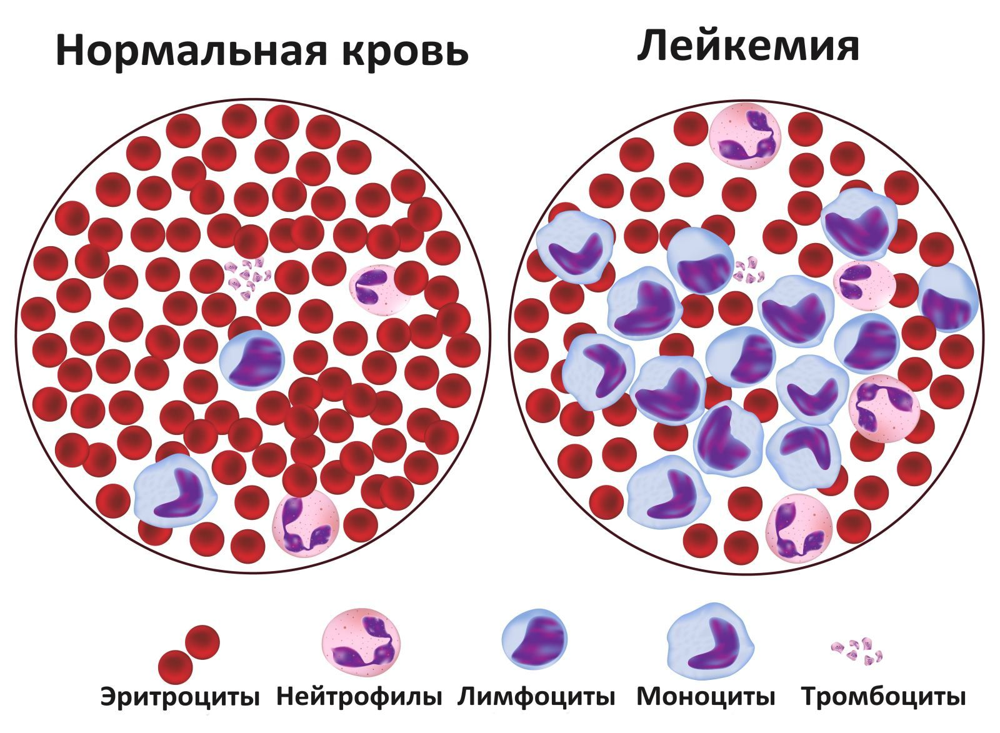 Нормальная кровь
Лейкемия
Эритроциты
Нейтрофилы
Лимфоциты
Моноциты
Тромбоциты